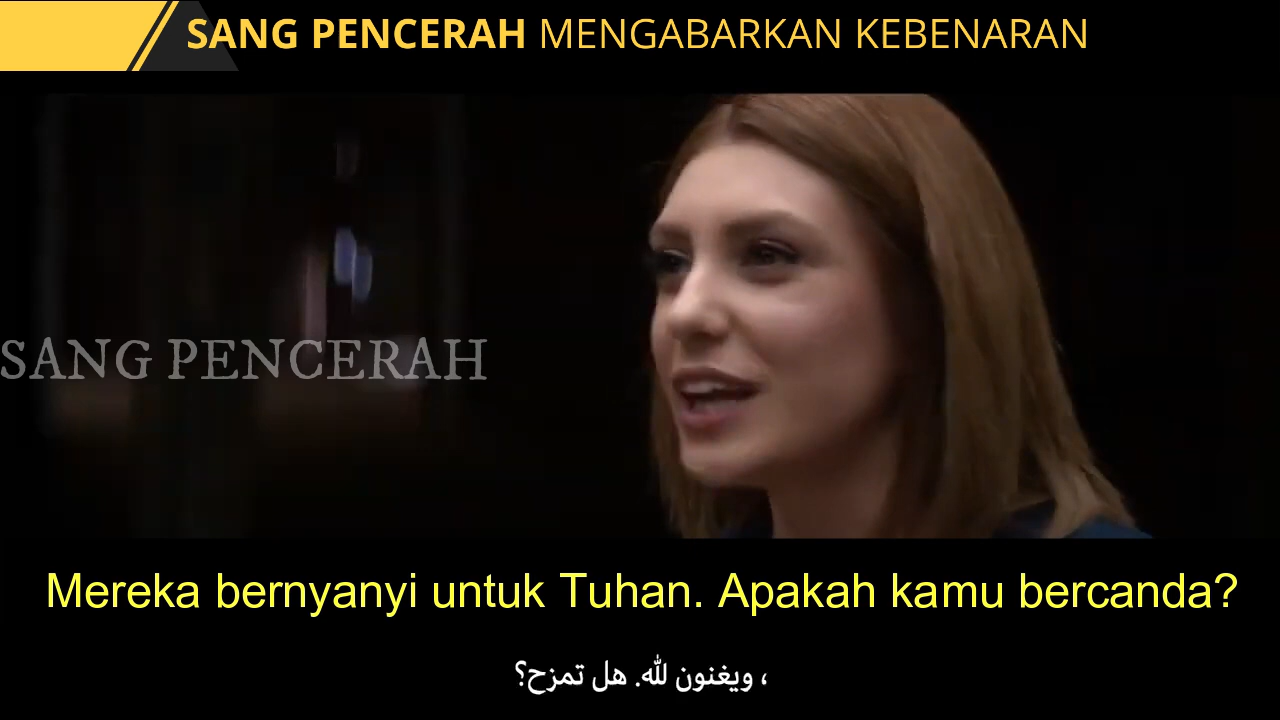 SANG PENCERAH MENGABARKAN KEBENARAN
SANG PENCERAH
Mereka bernyanyi untuk Tuhan. Apakah kamu bercanda?
، ويغنون لله. هل تمزح؟